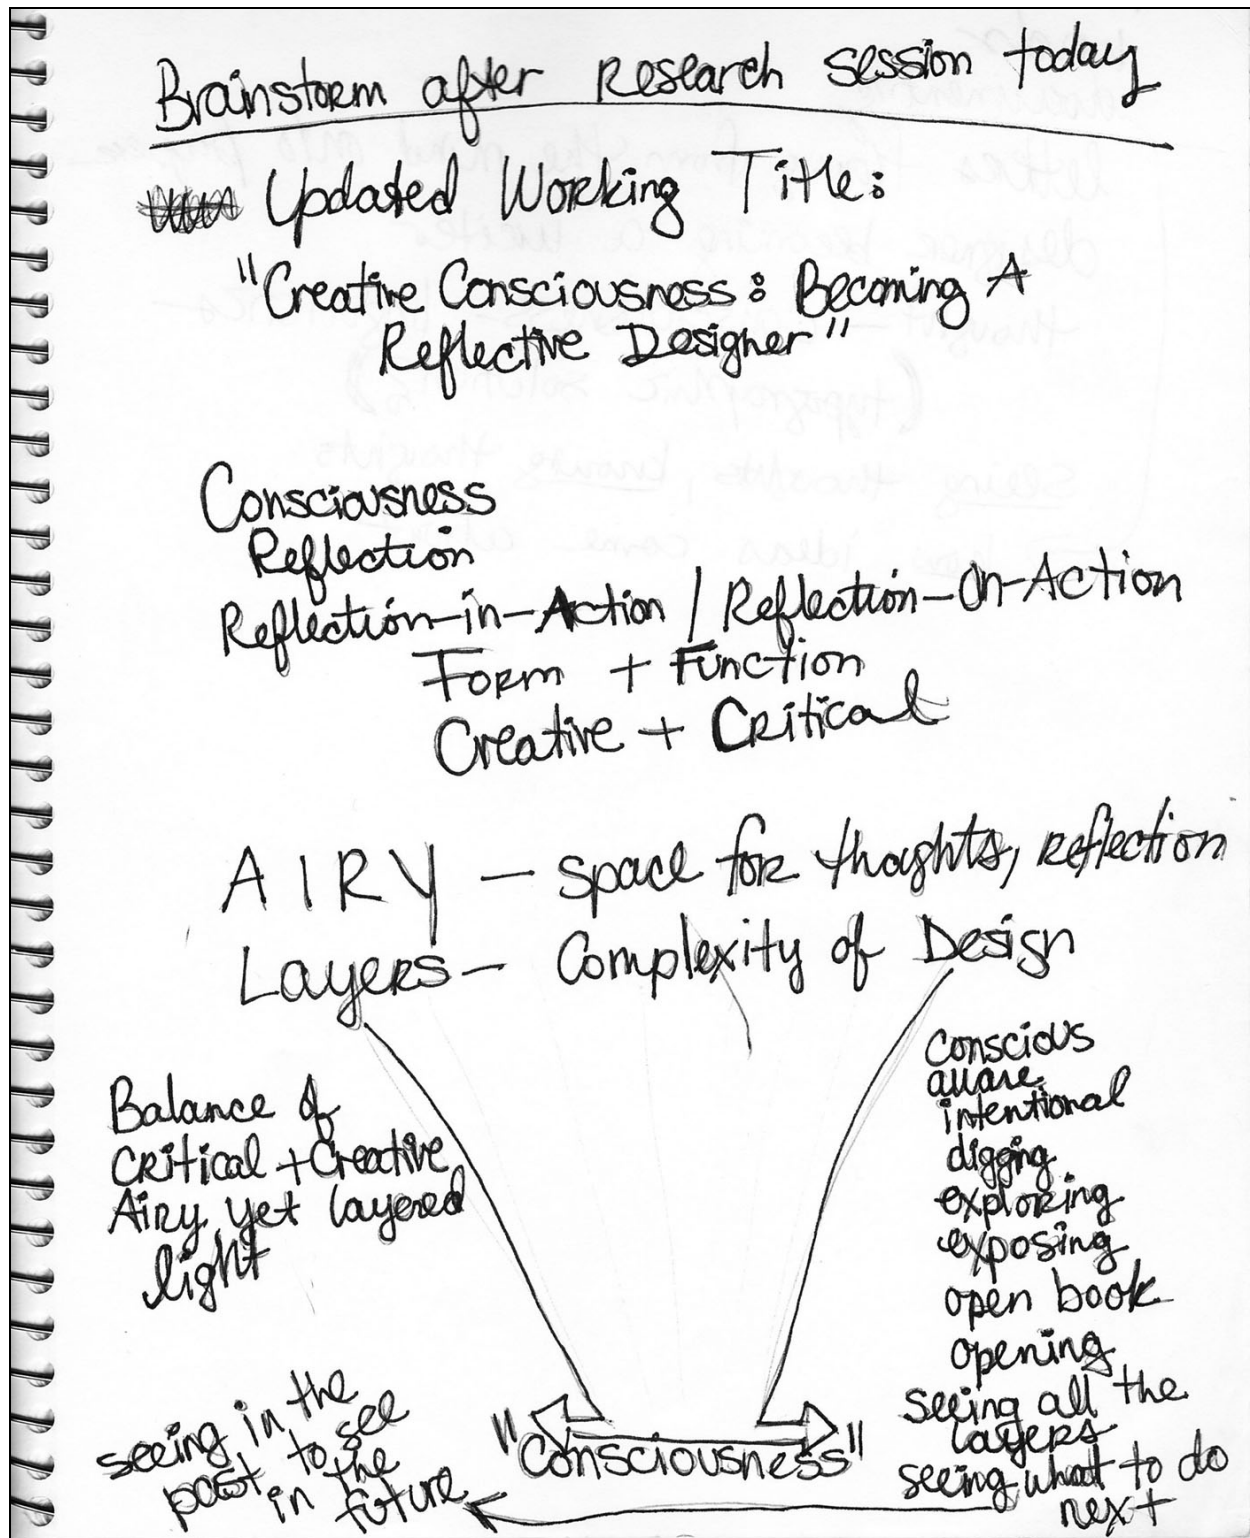 Brainstorm after Research session today
Updated Working Title:
"Creative Consciousness: Becoming A
Reflective Designer"
Consciousness
Reflection
Reflection-in-Action / Reflection-On-Action
Form + Function
Creative + Critical
AIRY — space for thoghts, reflection
Layers — Complexity of Design
Balance of
Critical + Creative
Airy yet layered
light
conscious
aware
intentional
digging
exploring
exposing
open book
opening
seeing all the
layers
seeing what to do
next
"Consciousness"
seeing in the
past to see
in the
future